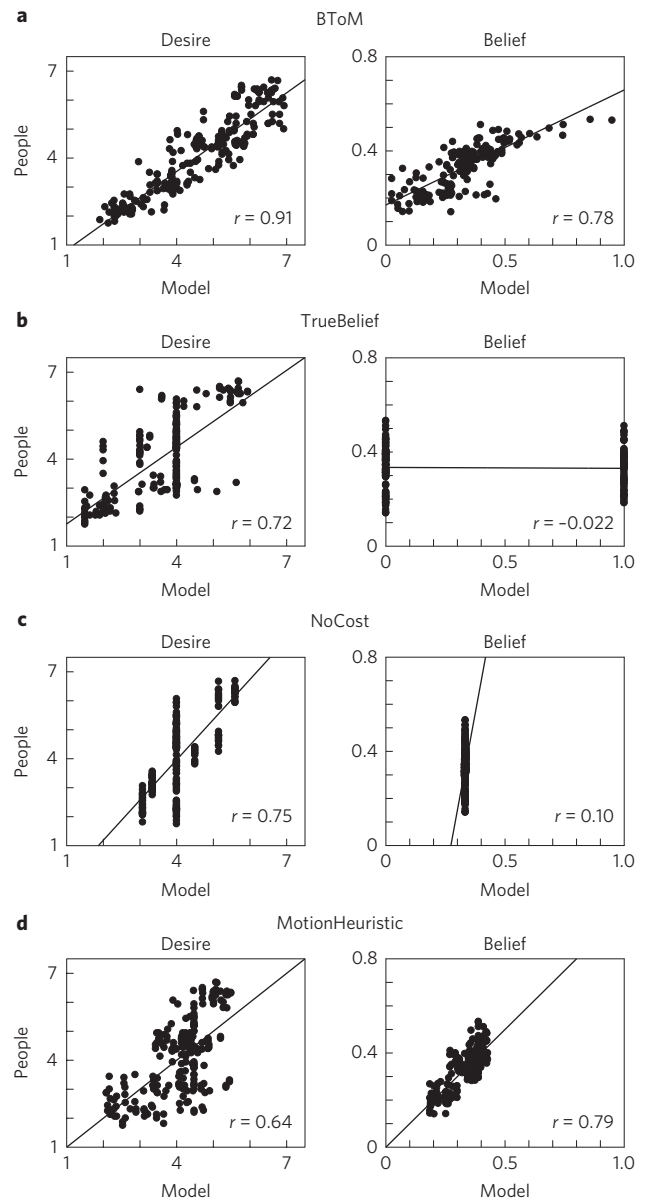 a
BToM
Desire Belief
7
4
1
People
r = 0.91
1 4 7
Model
0.8
0.4
0
r = 0.78
0 0.5 1.0
Model
b
TrueBelief
Desire Belief
7
4
1
People
r = 0.72
1 4 7
Model
0.8
0.4
0
r = –0.022
0 0.5 1.0
Model
c
NoCost
Desire Belief
7
4
1
People
r = 0.75
1 4 7
Model
0.8
0.4
0
r = 0.10
0 0.5 1.0
Model
d
MotionHeuristic
Desire Belief
7
4
1
People
r = 0.64
1 4 7
Model
0.8
0.4
0
r = 0.79
0 0.5 1.0
Model